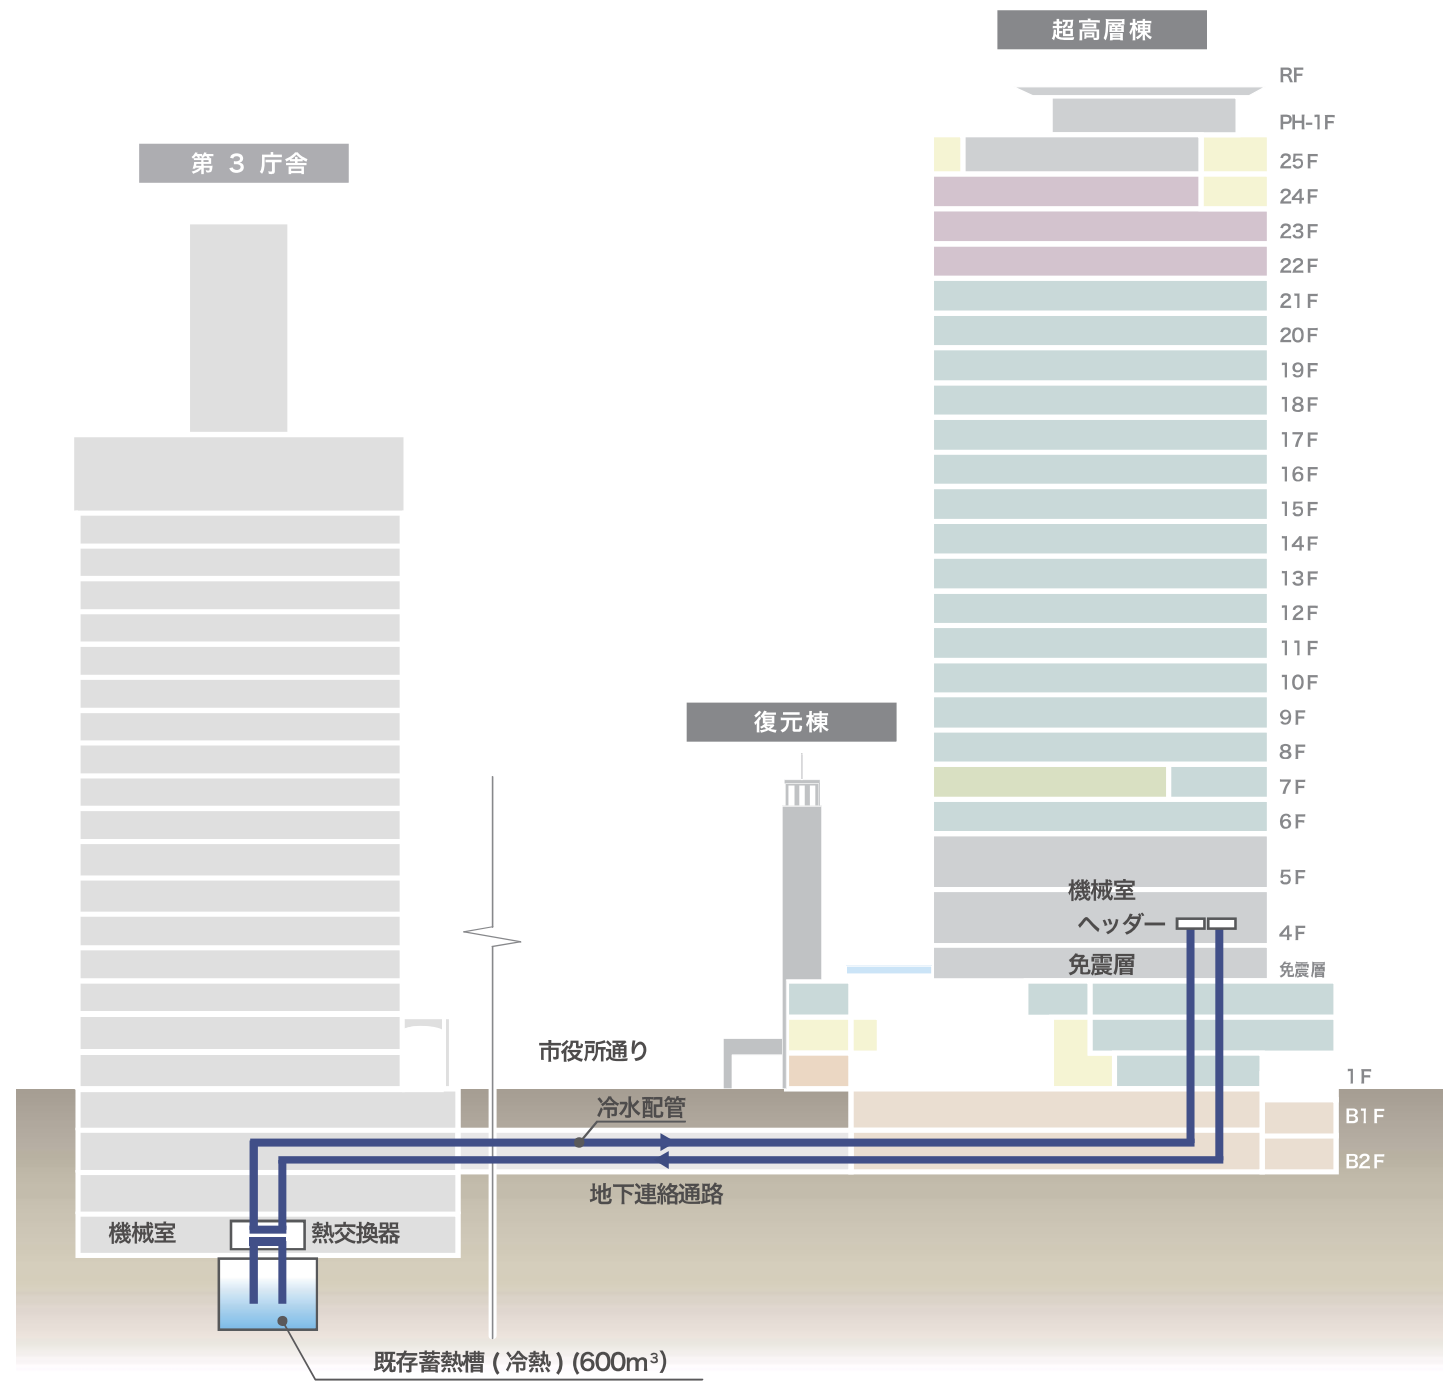 超高層棟
RF
PH-1F
第 3 庁舎
25F
24F
23F
22F
21F
20F
19F
18F
17F
16F
15F
14F
13F
12F
11F
10F
復元棟
9F
8F
7F
6F
5F
機械室
ヘッダー
4F
免震層
免震層
市役所通り
1F
冷水配管
B1F
B2F
地下連絡通路
機械室
熱交換器
既存蓄熱槽 ( 冷熱 ) (600m³)